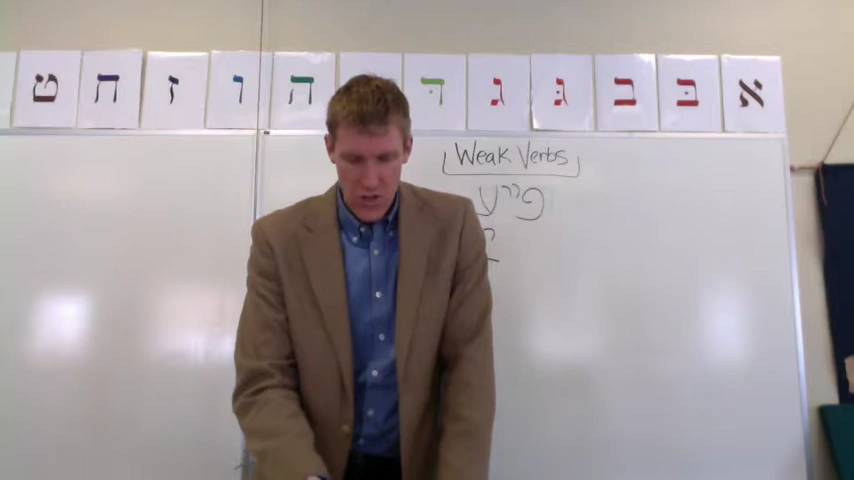 א בּ ב גּ ג דּ ה ו ז ח ט
Weak Verbs
פ״ע